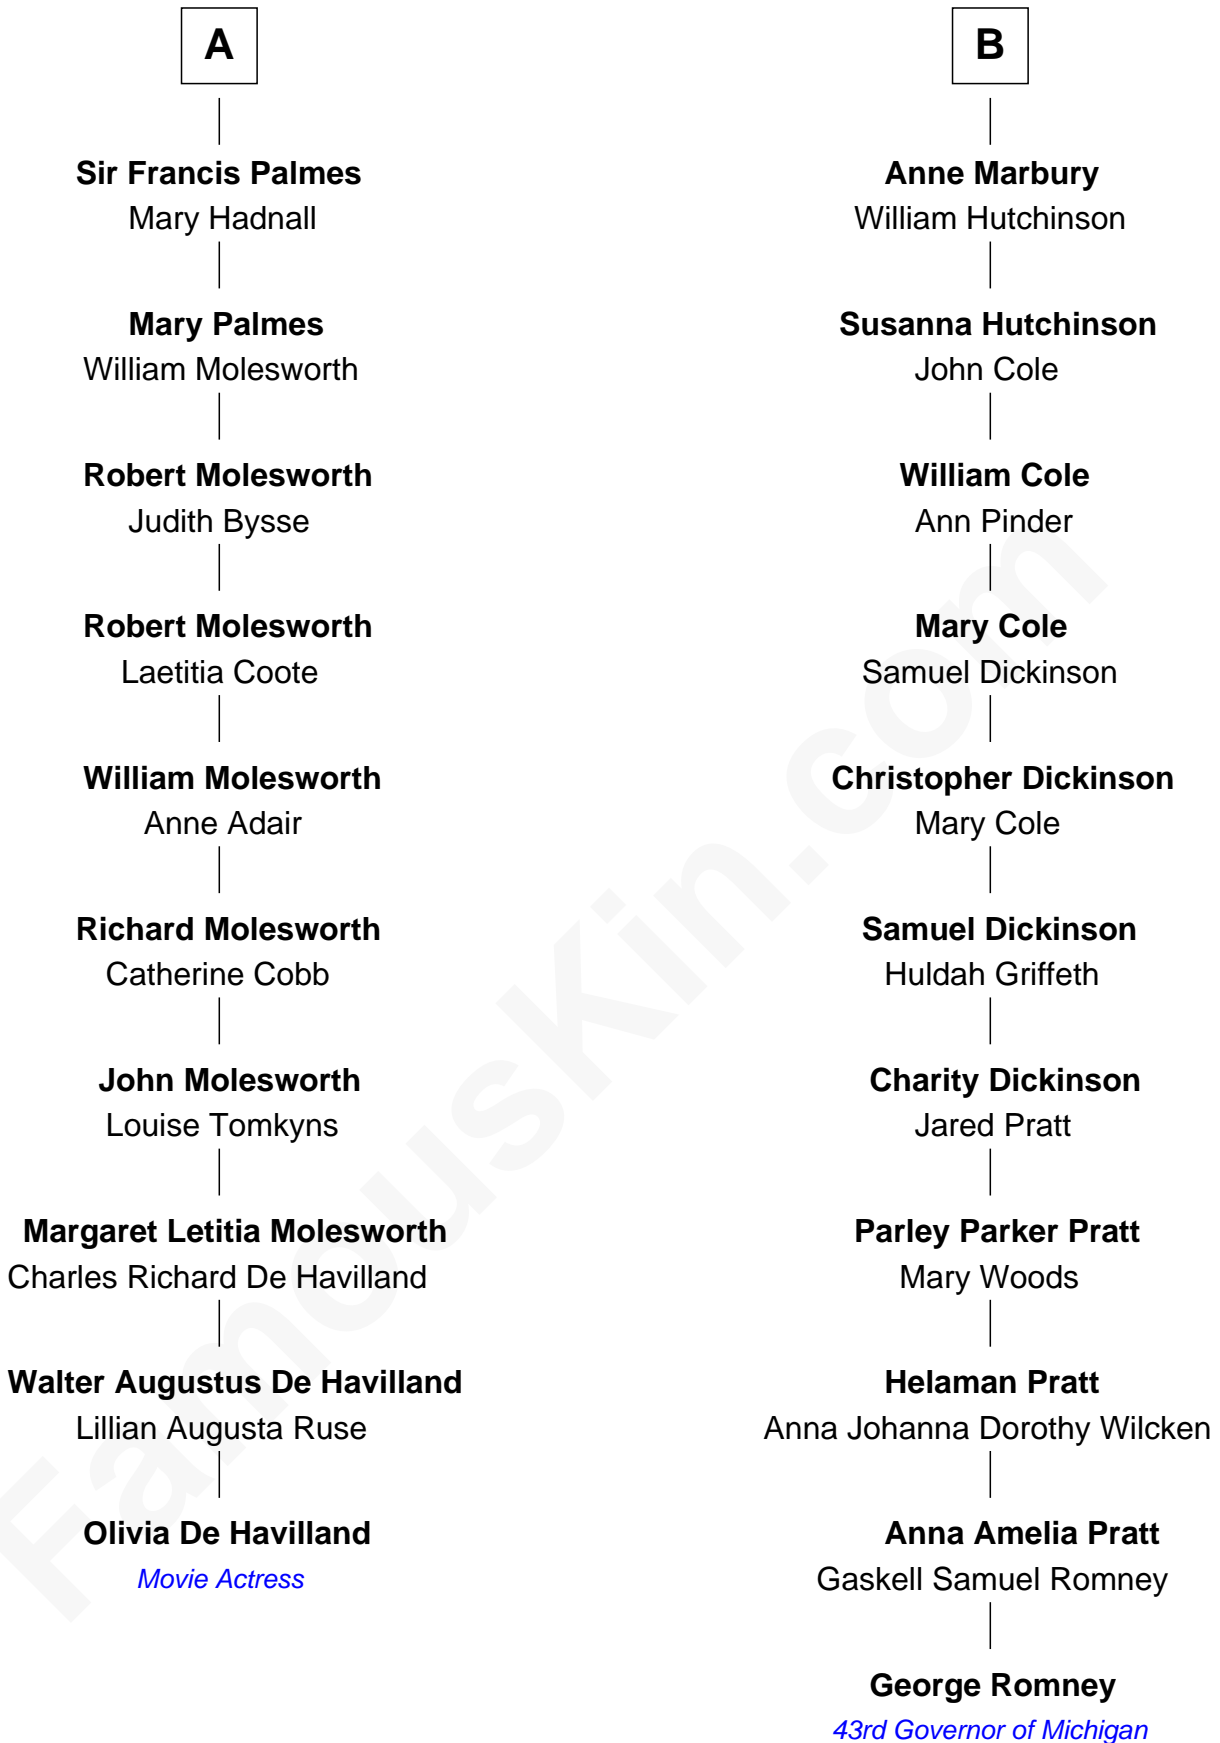 A
Sir Francis Palmes
Mary Hadnall
Mary Palmes
William Molesworth
Robert Molesworth
Judith Bysse
Robert Molesworth
Laetitia Coote
William Molesworth
Anne Adair
Richard Molesworth
Catherine Cobb
John Molesworth
Louise Tomkyns
Margaret Letitia Molesworth
Charles Richard De Havilland
Walter Augustus De Havilland
Lillian Augusta Ruse
Olivia De Havilland
Movie Actress
B
Anne Marbury
William Hutchinson
Susanna Hutchinson
John Cole
William Cole
Ann Pinder
Mary Cole
Samuel Dickinson
Christopher Dickinson
Mary Cole
Samuel Dickinson
Huldah Griffeth
Charity Dickinson
Jared Pratt
Parley Parker Pratt
Mary Woods
Helaman Pratt
Anna Johanna Dorothy Wilcken
Anna Amelia Pratt
Gaskell Samuel Romney
George Romney
43rd Governor of Michigan
FamousKin.com